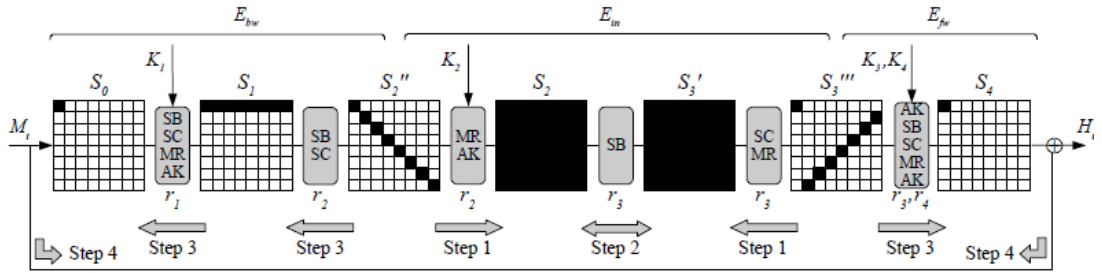 E_bw E_in E_fw
K_1 K_2 K_3,K_4
S_0 S_1 S_2'' S_2 S_3' S_3''' S_4
M_t SB SC MR AK SB SC MR AK SB SC MR AK SB SC MR AK
r_1 r_2 r_2 r_3 r_3 r_3, r_4
Step 4 Step 3 Step 3 Step 1 Step 2 Step 1 Step 3 Step 4